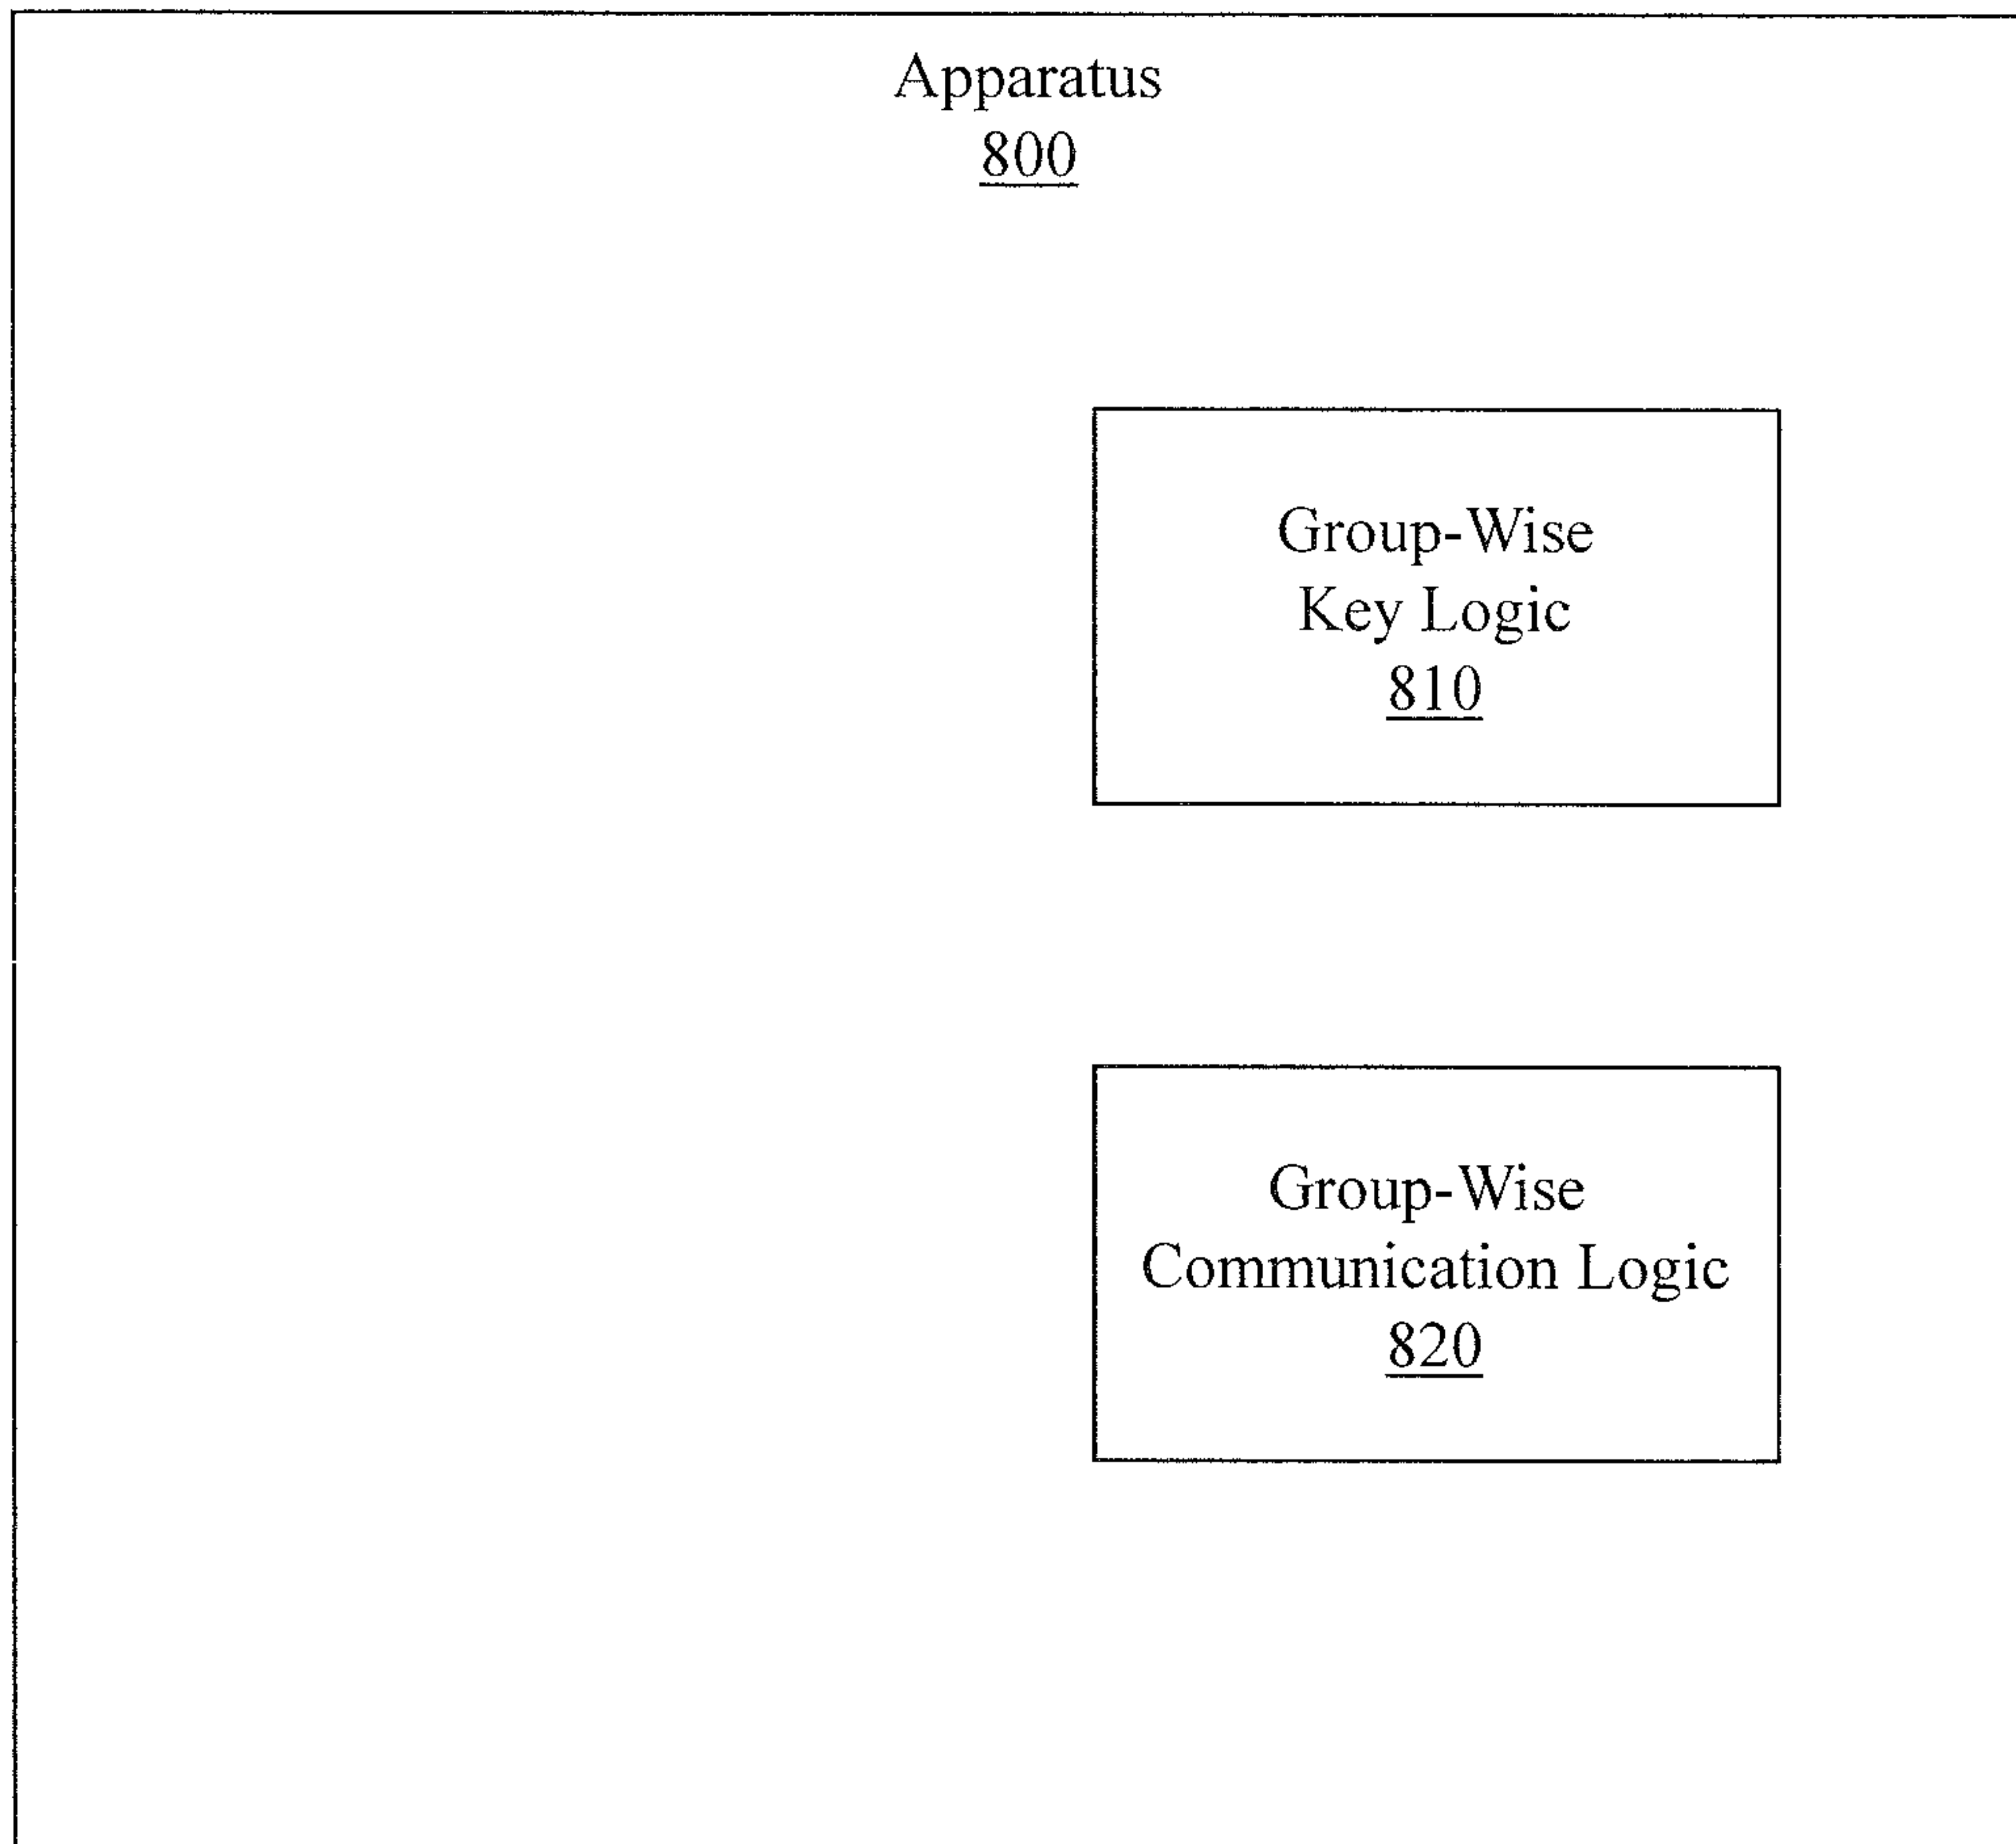 Apparatus
800
Group-Wise
Key Logic
810
Group-Wise
Communication Logic
820